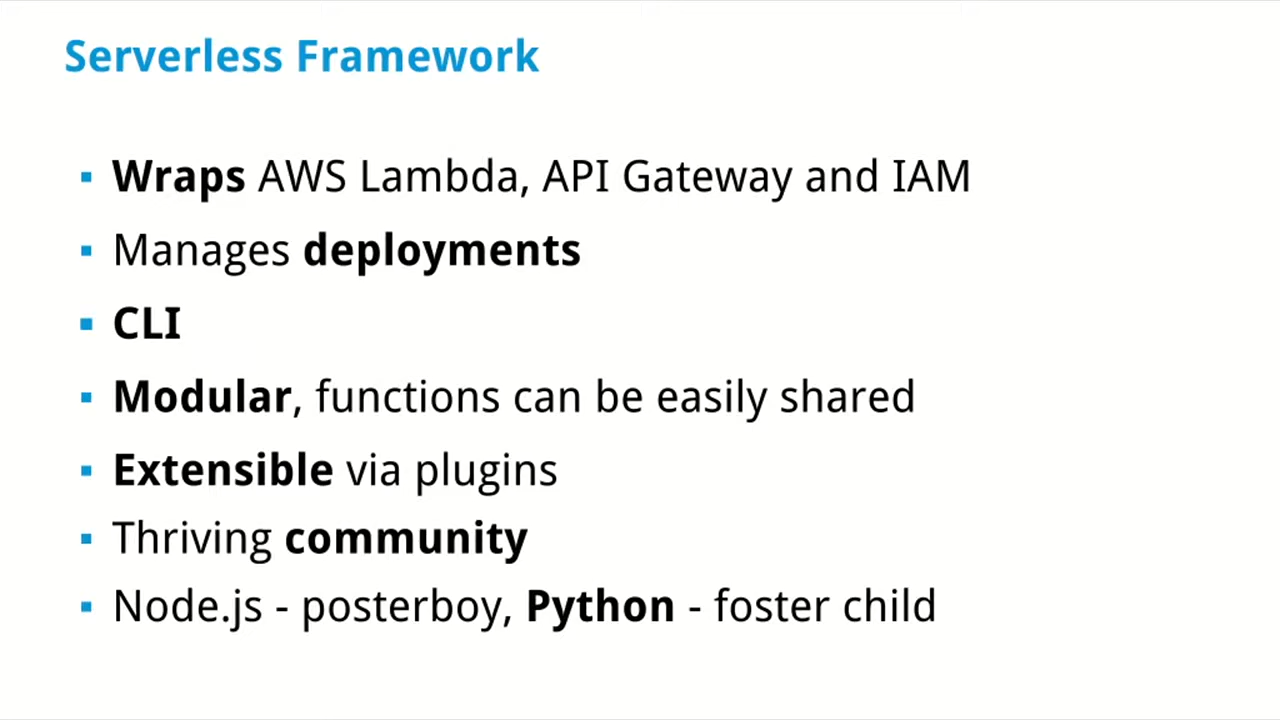 Serverless Framework
Wraps AWS Lambda, API Gateway and IAM
Manages deployments
CLI
Modular, functions can be easily shared
Extensible via plugins
Thriving community
Node.js - posterboy, Python - foster child